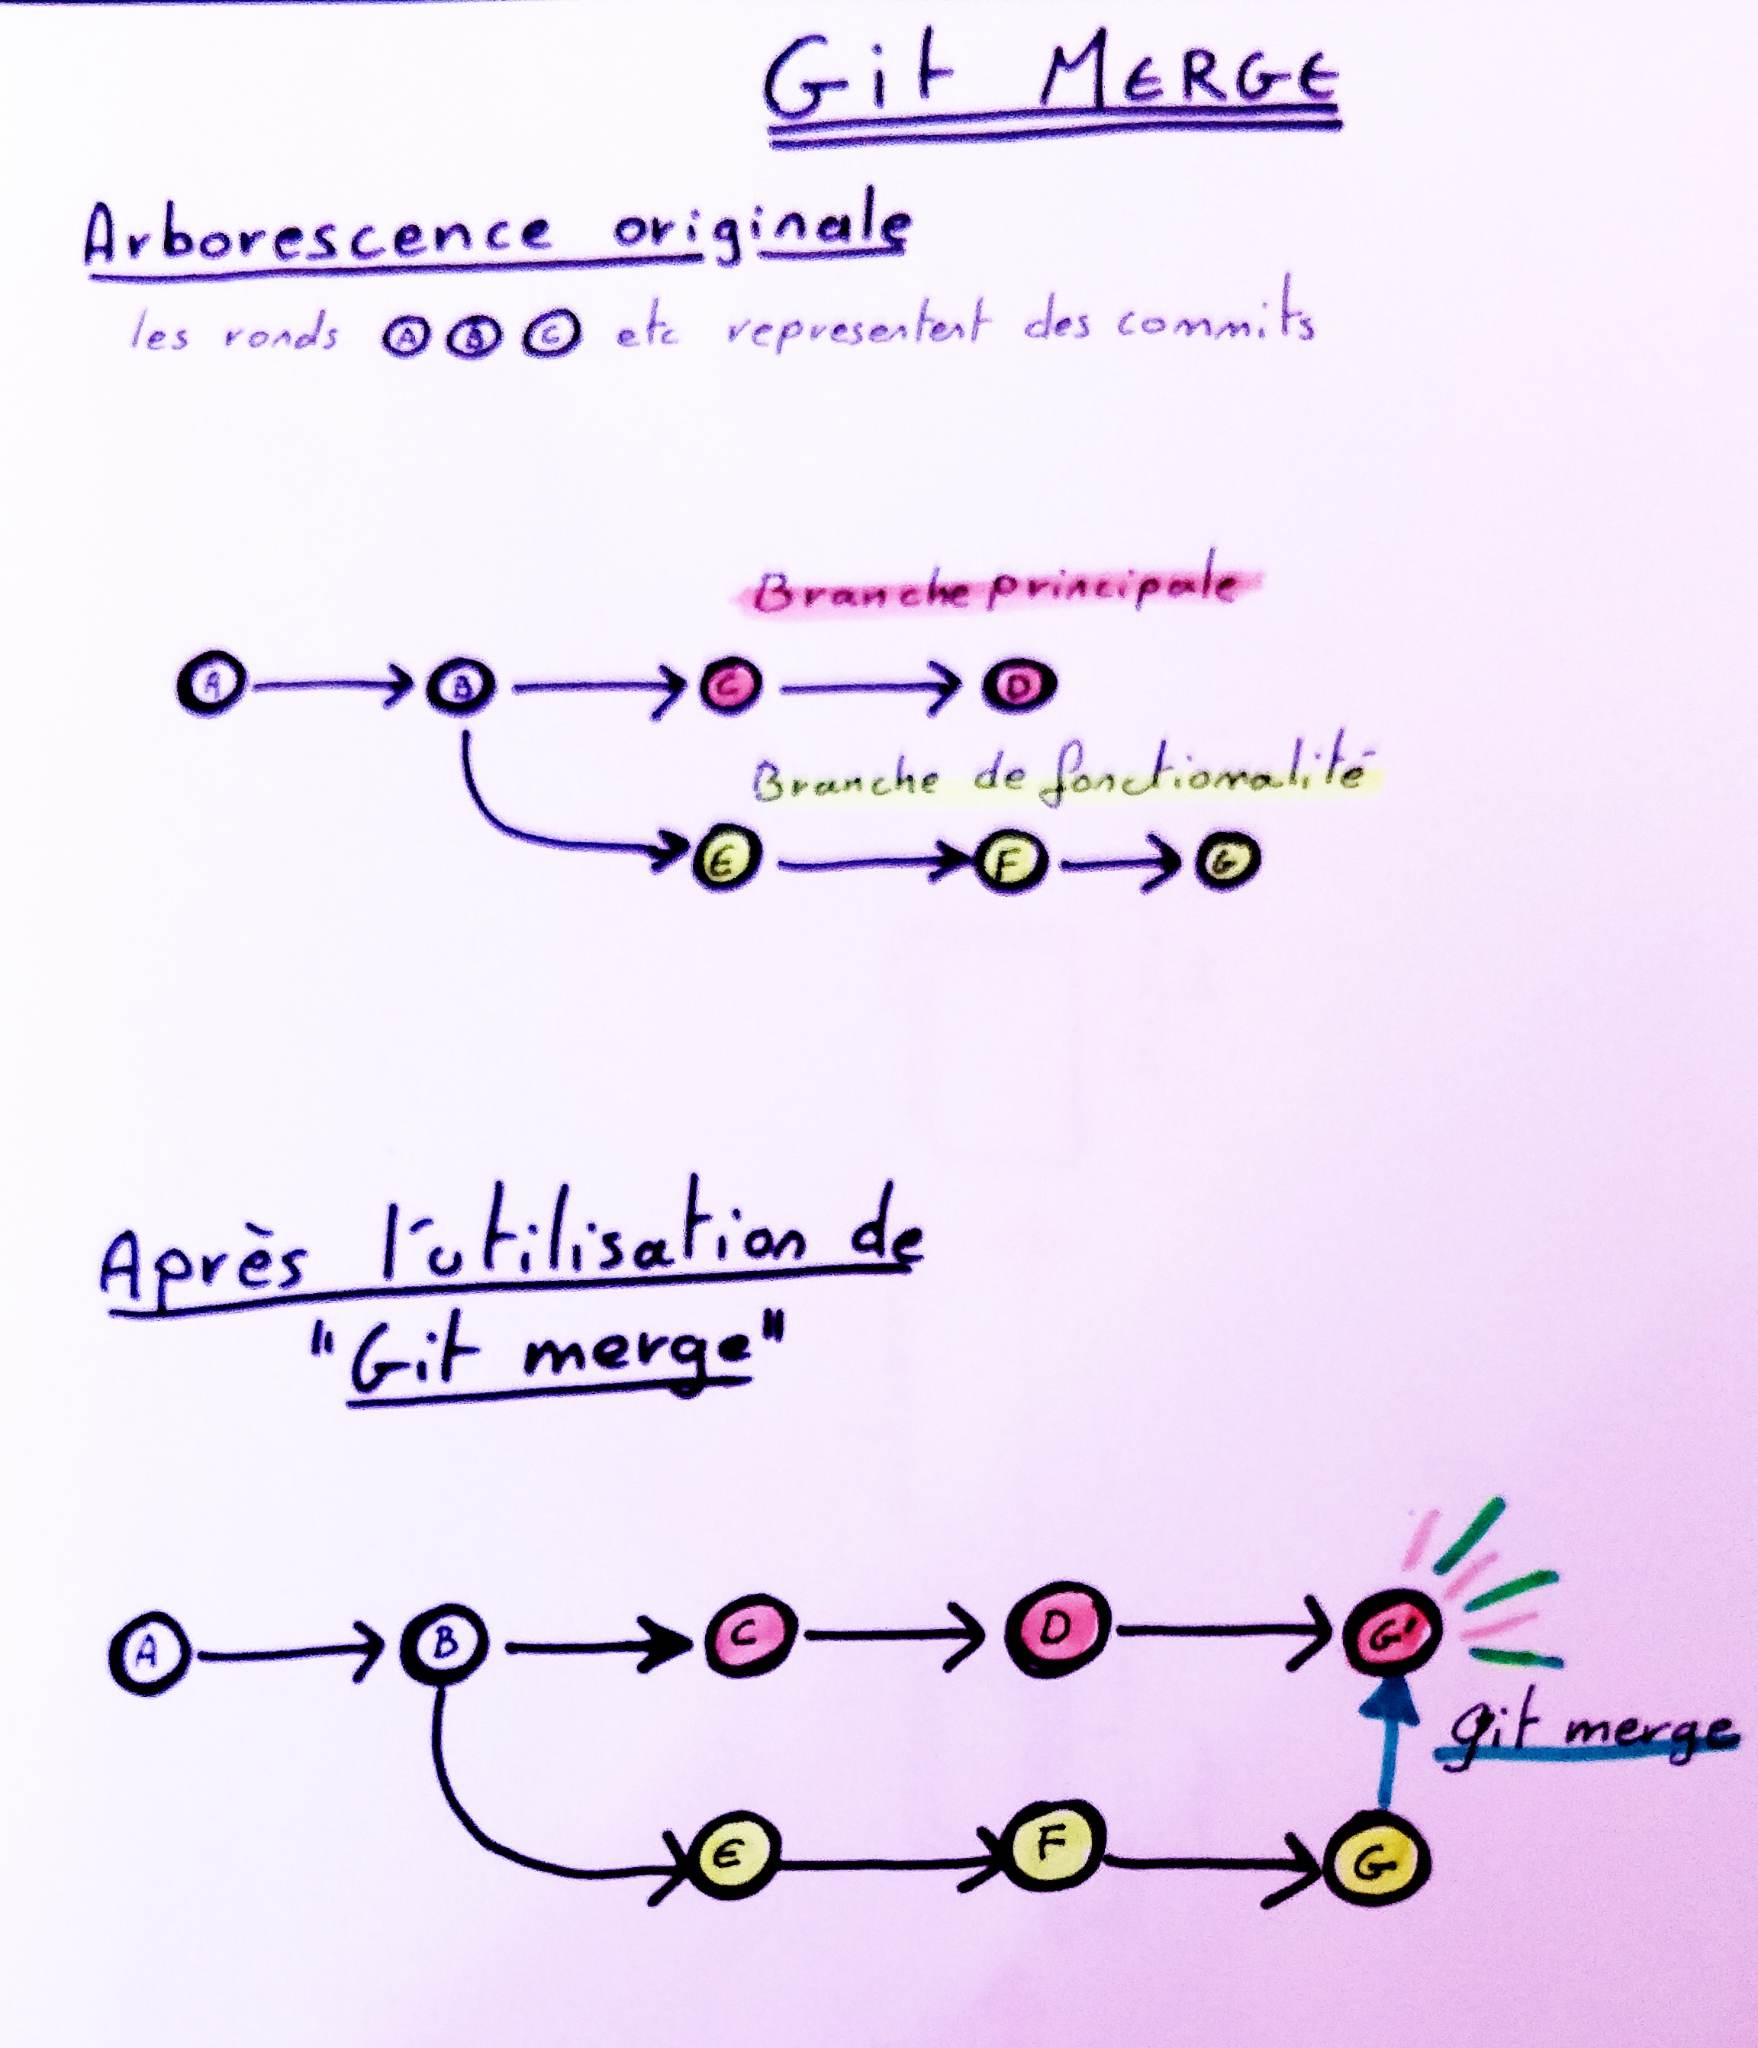 Git MERGE
Arborescence originale
les ronds A B C etc representent des commits
Branche principale
A B C D
Branche de fonctionalité
E F G
Après l'utilisation de
"Git merge"
A B C D G'
git merge
E F G